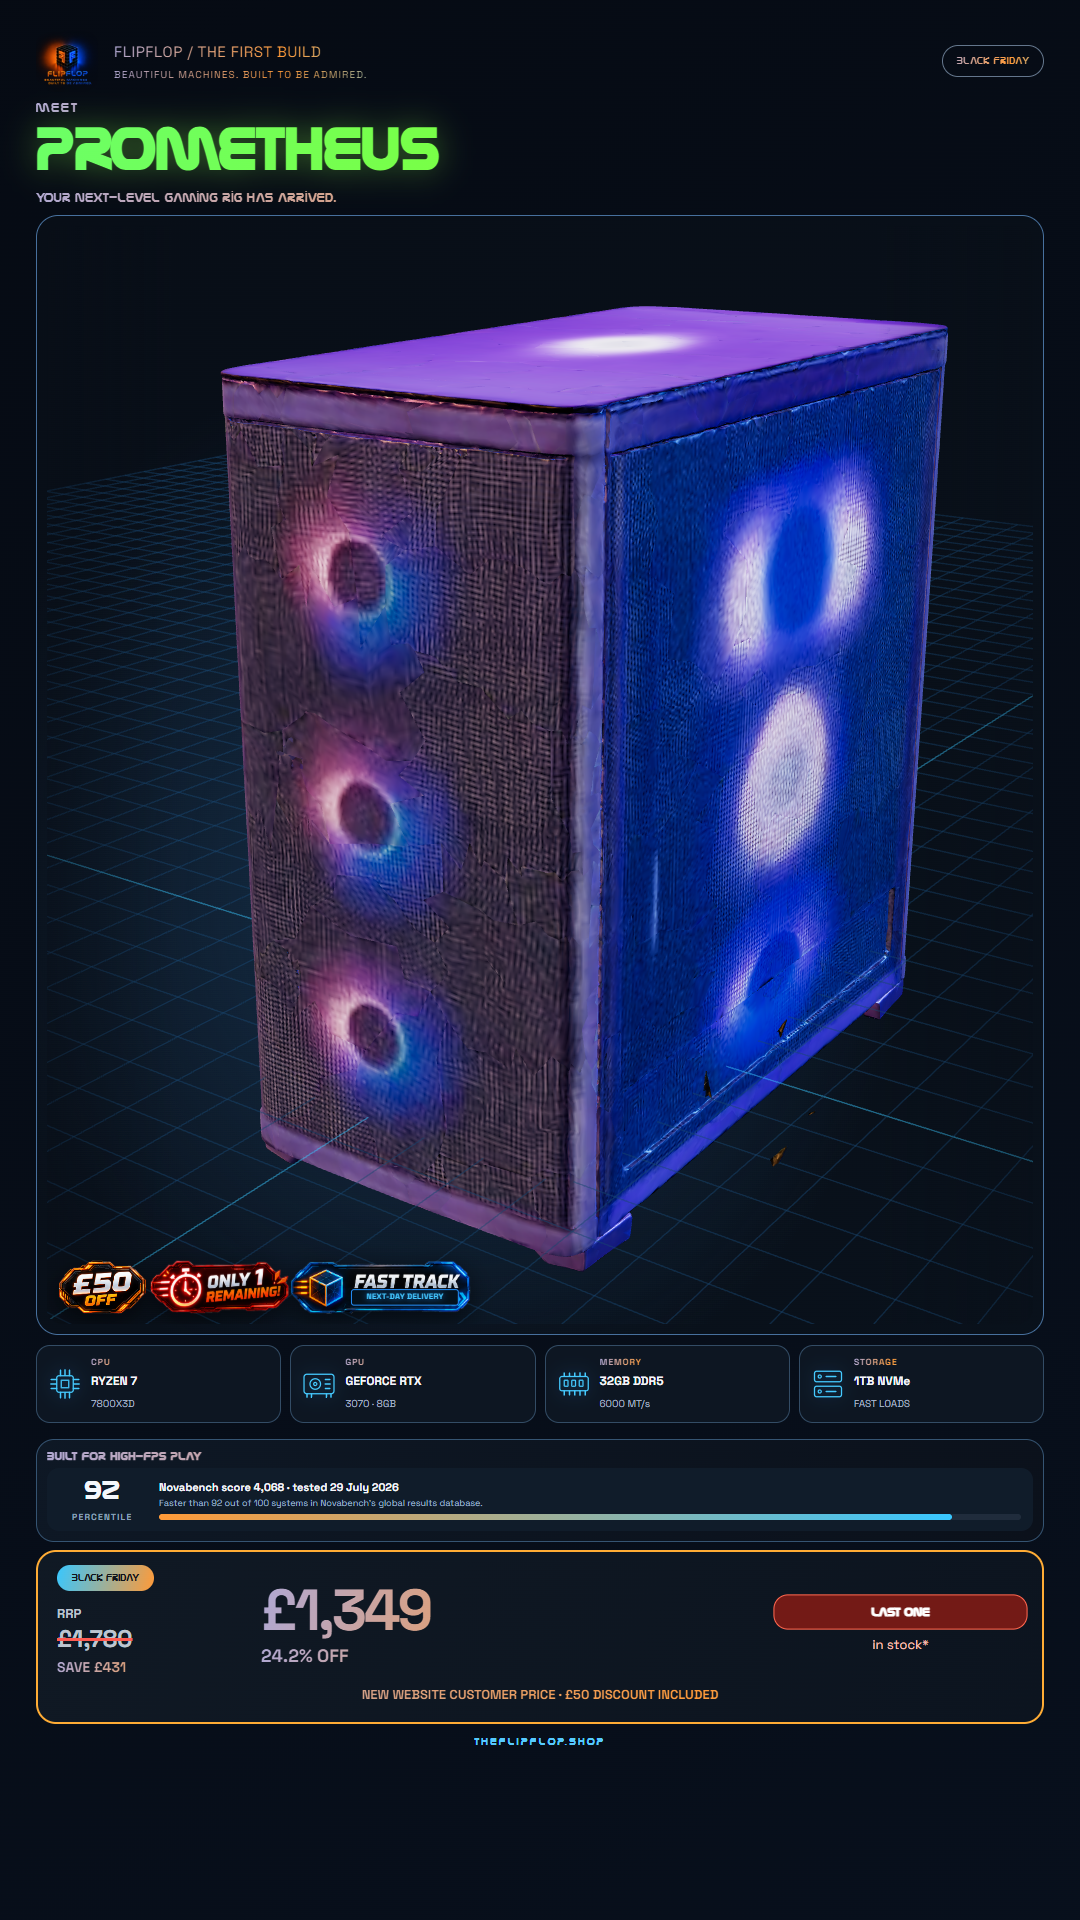 FLIPFLOP
FLIPFLOP / THE FIRST BUILD
BEAUTIFUL MACHINES. BUILT TO BE ADMIRED.
BLACK FRIDAY
MEET
PROMETHEUS
YOUR NEXT-LEVEL GAMING RIG HAS ARRIVED.
£50
OFF
ONLY 1
REMAINING!
FAST TRACK
NEXT-DAY DELIVERY
CPU
RYZEN 7
7800X3D
GPU
GEFORCE RTX
3070 · 8GB
MEMORY
32GB DDR5
6000 MT/s
STORAGE
1TB NVMe
FAST LOADS
BUILT FOR HIGH-FPS PLAY
92
PERCENTILE
Novabench score 4,068 · tested 29 July 2026
Faster than 92 out of 100 systems in Novabench's global results database.
BLACK FRIDAY
RRP
£1,780
SAVE £431
£1,349
24.2% OFF
LAST ONE
in stock*
NEW WEBSITE CUSTOMER PRICE · £50 DISCOUNT INCLUDED
THEFLIPFLOP.SHOP